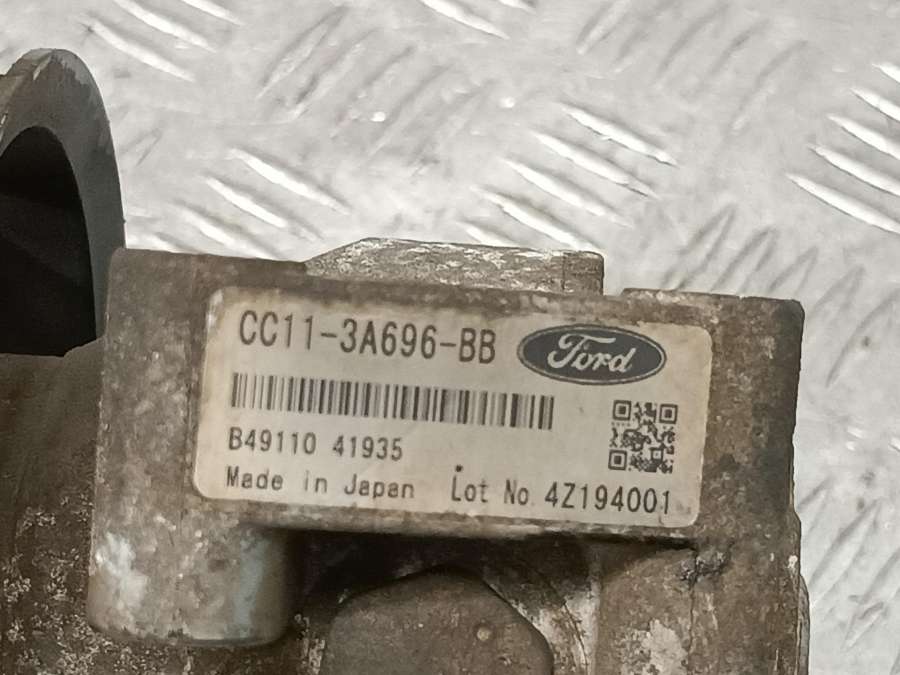 CC11-3A696-BB Ford
B49110 41935
Made in Japan Lot No. 4Z194001